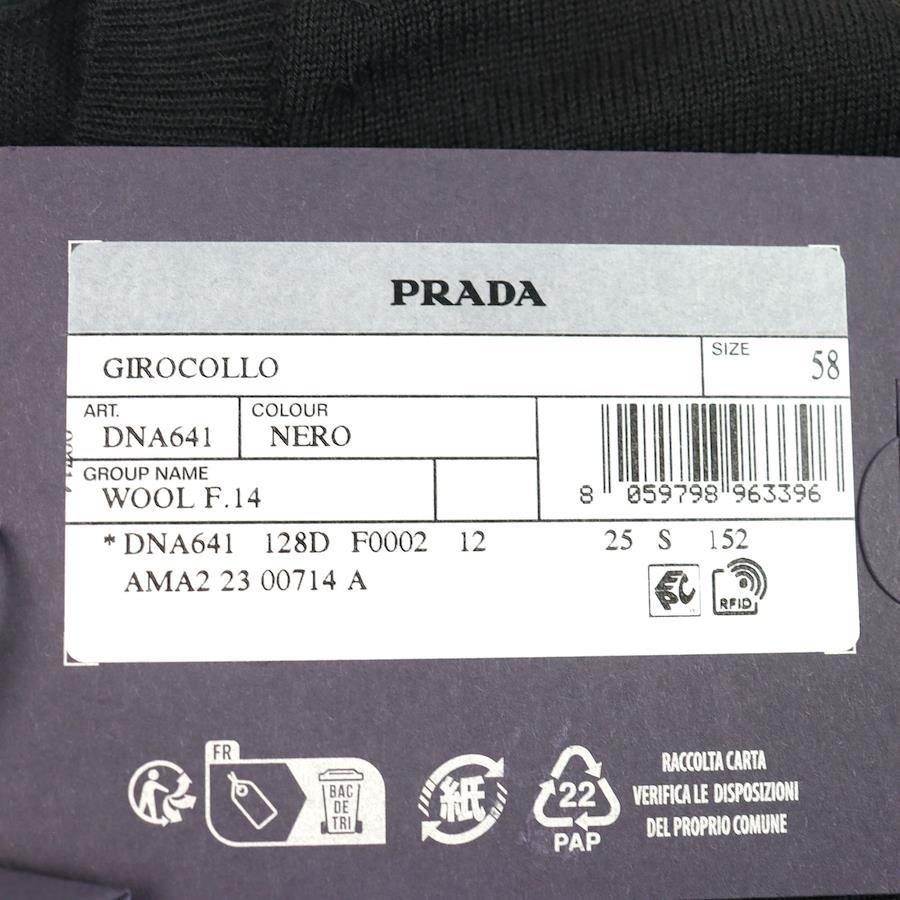 PRADA
GIROCOLLO
SIZE
58
ART.
DNA641
COLOUR
NERO
GROUP NAME
WOOL F.14
8 059798 963396
*DNA641 128D F0002 12 25 S 152
AMA2 23 00714 A
EPC
RFID
FR
BAC
DE
TRI
紙
22
PAP
RACCOLTA CARTA
VERIFICA LE DISPOSIZIONI
DEL PROPRIO COMUNE